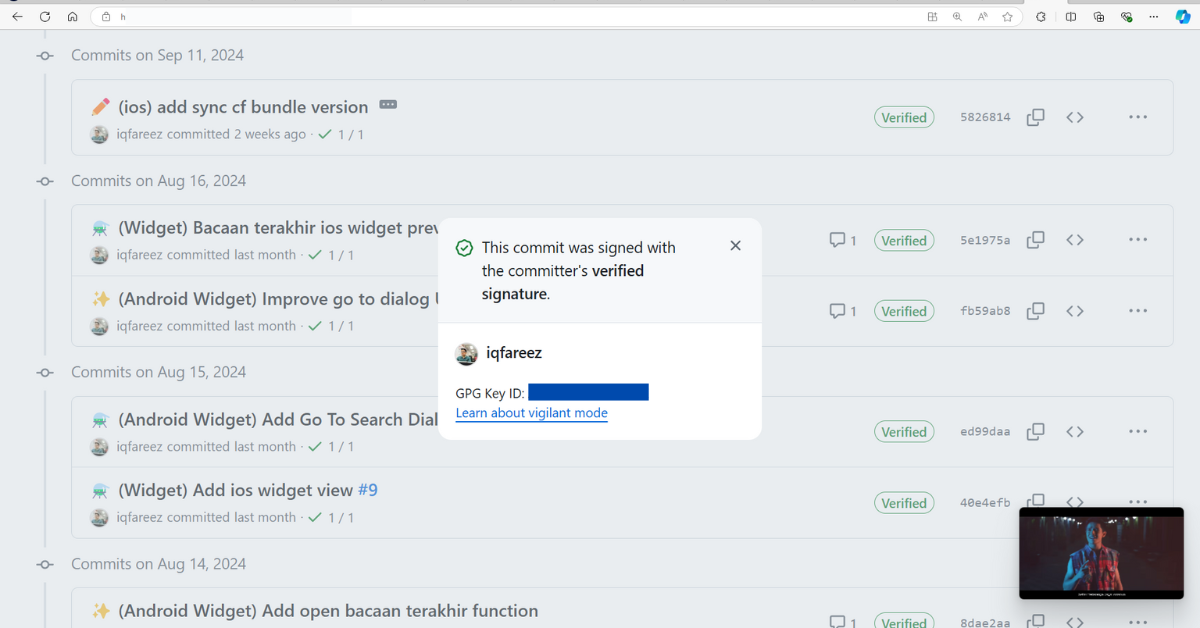 h
Commits on Sep 11, 2024
(ios) add sync cf bundle version
iqfareez committed 2 weeks ago · 1 / 1
Verified
5826814
Commits on Aug 16, 2024
(Widget) Bacaan terakhir ios widget prev
iqfareez committed last month · 1 / 1
1
Verified
5e1975a
(Android Widget) Improve go to dialog
iqfareez committed last month · 1 / 1
1
Verified
fb59ab8
This commit was signed with
the committer's verified
signature.
iqfareez
GPG Key ID:
Learn about vigilant mode
Commits on Aug 15, 2024
(Android Widget) Add Go To Search Dial
iqfareez committed last month · 1 / 1
Verified
ed99daa
(Widget) Add ios widget view #9
iqfareez committed last month · 1 / 1
Verified
40e4efb
Commits on Aug 14, 2024
(Android Widget) Add open bacaan terakhir function
1
Verified
8dae2aa